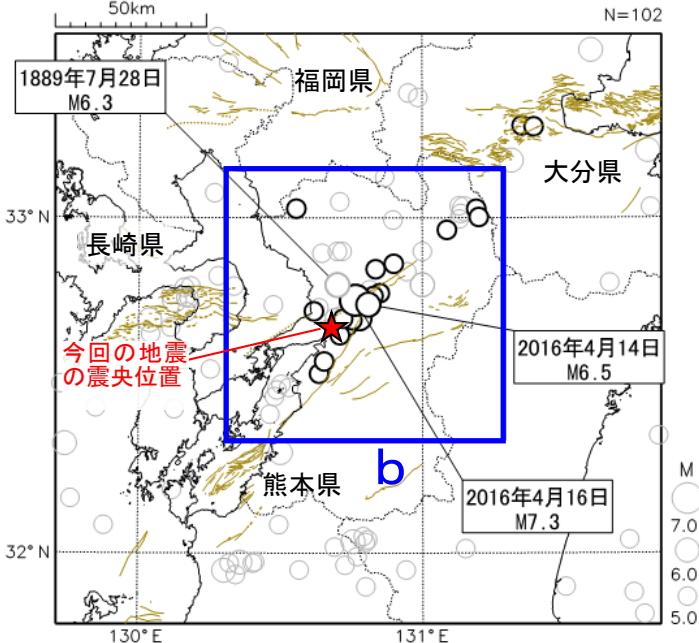 50km
N=102
1889年7月28日
M6.3
福岡県
大分県
33°N
長崎県
今回の地震
の震央位置
2016年4月14日
M6.5
b
熊本県
2016年4月16日
M7.3
M
7.0
6.0
5.0
32°N
130°E
131°E